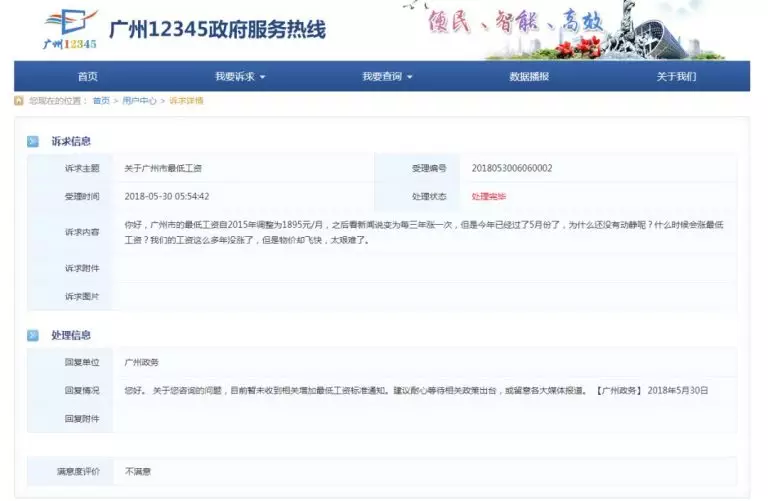 便民、智能、高效
广州12345
广州12345政府服务热线
首页 我要诉求 我要查询 数据播报 关于我们
您现在的位置： 首页 > 用户中心 > 诉求详情
诉求信息
诉求主题 关于广州市最低工资 受理编号 2018053006060002
受理时间 2018-05-30 05:54:42 处理状态 处理完毕
诉求内容 你好，广州市的最低工资自2015年调整为1895元/月，之后看新闻说变为每三年涨一次，但是今年已经过了5月份了，为什么还没有动静呢？什么时候会涨最低
工资？我们的工资这么多年没涨了，但是物价却飞快，太艰难了。
诉求附件
诉求图片
处理信息
回复单位 广州政务
回复情况 您好。 关于您咨询的问题，目前暂未收到相关增加最低工资标准通知。建议耐心等待相关政策出台，或留意各大媒体报道。【广州政务】 2018年5月30日
回复附件
满意度评价 不满意